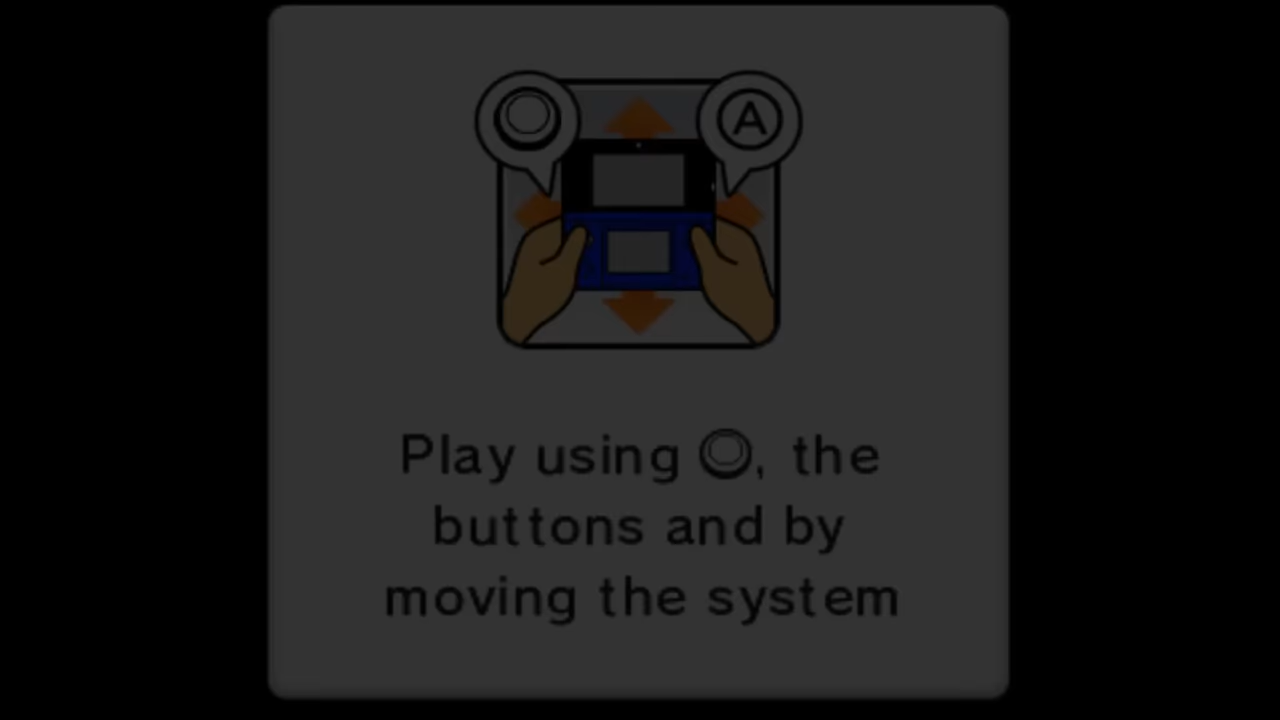 A
Play using , the
buttons and by
moving the system